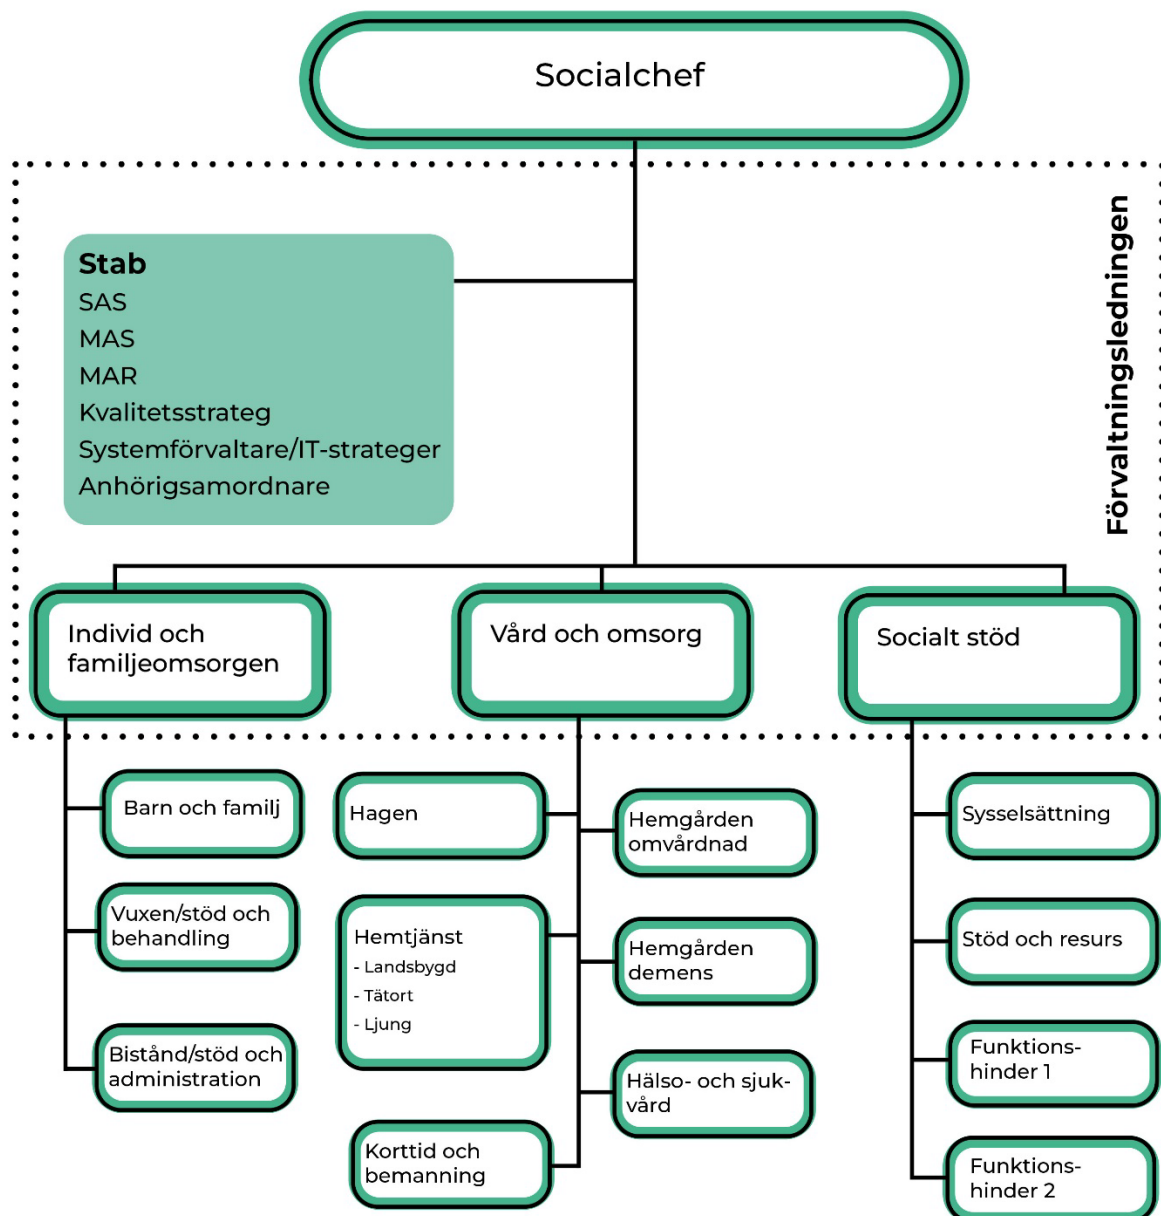 Socialchef
Förvaltningsledningen
Stab
SAS
MAS
MAR
Kvalitetsstrateg
Systemförvaltare/IT-strateger
Anhörigsamordnare
Individ och
familjeomsorgen
Vård och omsorg
Socialt stöd
Barn och familj
Vuxen/stöd och
behandling
Bistånd/stöd och
administration
Hagen
Hemtjänst
- Landsbygd
- Tätort
- Ljung
Korttid och
bemanning
Hemgården
omvårdnad
Hemgården
demens
Hälso- och sjuk-
vård
Sysselsättning
Stöd och resurs
Funktions-
hinder 1
Funktions-
hinder 2